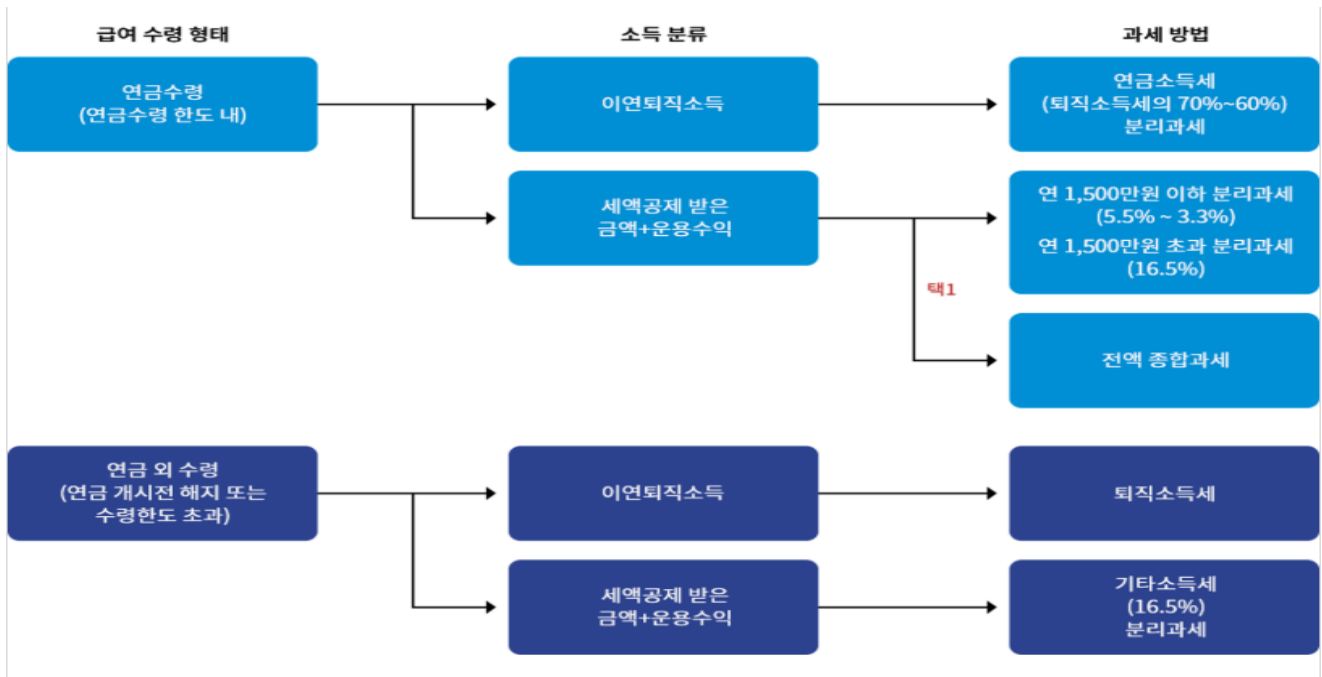 급여 수령 형태
소득 분류
과세 방법
연금수령
(연금수령 한도 내)
이연퇴직소득
연금소득세
(퇴직소득세의 70%~60%)
분리과세
세액공제 받은
금액+운용수익
연 1,500만원 이하 분리과세
(5.5% ~ 3.3%)
연 1,500만원 초과 분리과세
(16.5%)
택1
전액 종합과세
연금 외 수령
(연금 개시전 해지 또는
수령한도 초과)
이연퇴직소득
퇴직소득세
세액공제 받은
금액+운용수익
기타소득세
(16.5%)
분리과세